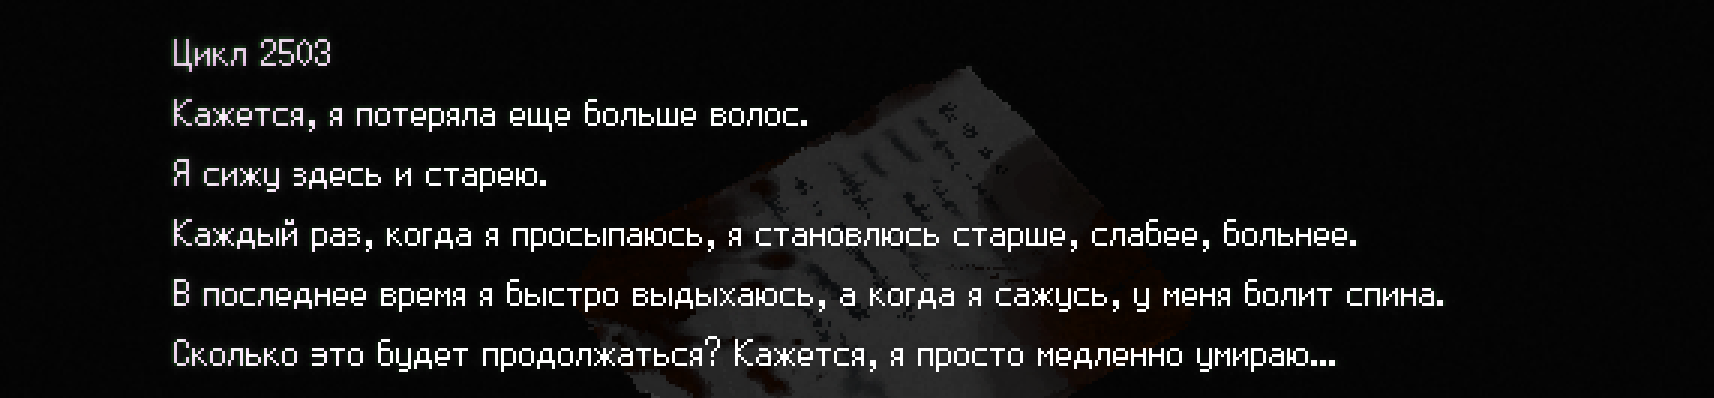 Цикл 2503
Кажется, я потеряла еще больше волос.
Я сижу здесь и старею.
Каждый раз, когда я просыпаюсь, я становлюсь старше, слабее, больнее.
В последнее время я быстро выдыхаюсь, а когда я сажусь, у меня болит спина.
Сколько это будет продолжаться? Кажется, я просто медленно умираю...